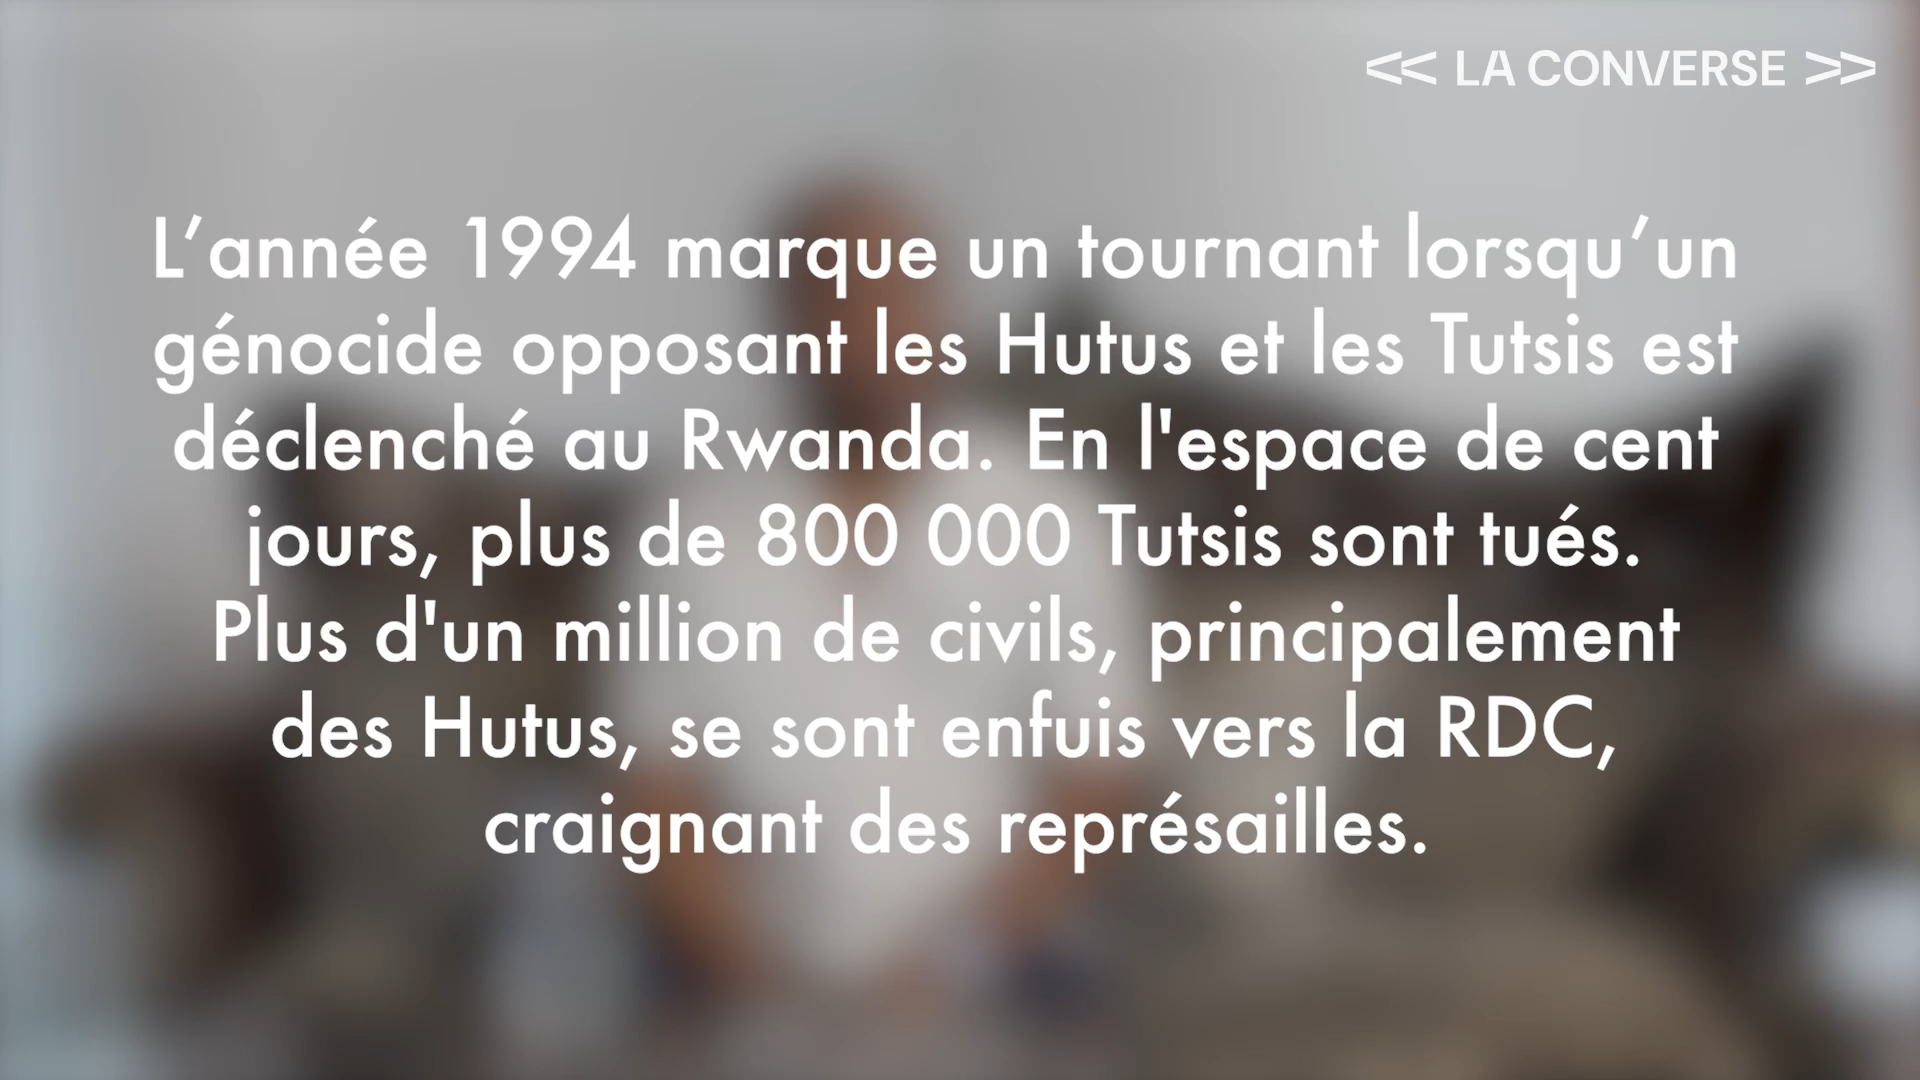 << LA CONVERSE >>
L’année 1994 marque un tournant lorsqu’un
génocide opposant les Hutus et les Tutsis est
déclenché au Rwanda. En l'espace de cent
jours, plus de 800 000 Tutsis sont tués.
Plus d'un million de civils, principalement
des Hutus, se sont enfuis vers la RDC,
craignant des représailles.